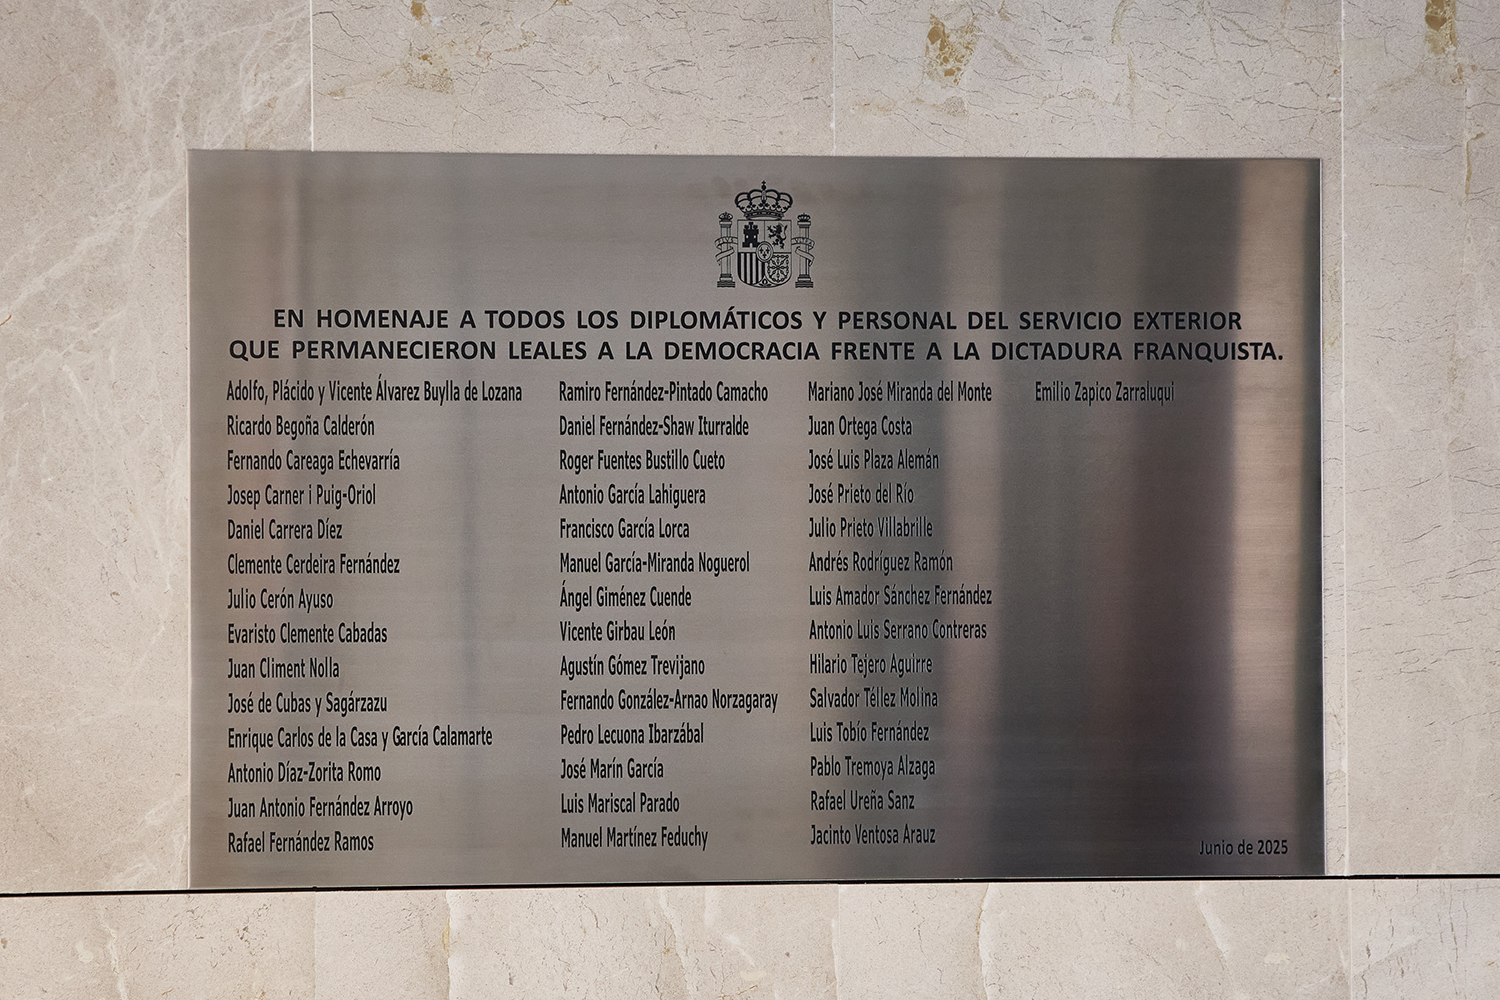 EN HOMENAJE A TODOS LOS DIPLOMÁTICOS Y PERSONAL DEL SERVICIO EXTERIOR
QUE PERMANECIERON LEALES A LA DEMOCRACIA FRENTE A LA DICTADURA FRANQUISTA.
Adolfo, Plácido y Vicente Álvarez Buylla de Lozana
Ricardo Begoña Calderón
Fernando Careaga Echevarría
Josep Carner i Puig-Oriol
Daniel Carrera Díez
Clemente Cerdeira Fernández
Julio Cerón Ayuso
Evaristo Clemente Cabadas
Juan Climent Nolla
José de Cubas y Sagárzazu
Enrique Carlos de la Casa y García Calamarte
Antonio Díaz-Zorita Romo
Juan Antonio Fernández Arroyo
Rafael Fernández Ramos
Ramiro Fernández-Pintado Camacho
Daniel Fernández-Shaw Iturralde
Roger Fuentes Bustillo Cueto
Antonio García Lahiguera
Francisco García Lorca
Manuel García-Miranda Noguerol
Ángel Giménez Cuende
Vicente Girbau León
Agustín Gómez Trevijano
Fernando González-Arnao Norzagaray
Pedro Lecuona Ibarzábal
José Marín García
Luis Mariscal Parado
Manuel Martínez Feduchy
Mariano José Miranda del Monte
Juan Ortega Costa
José Luis Plaza Alemán
José Prieto del Río
Julio Prieto Villabrille
Andrés Rodríguez Ramón
Luis Amador Sánchez Fernández
Antonio Luis Serrano Contreras
Hilario Tejero Aguirre
Salvador Téllez Molina
Luis Tobío Fernández
Pablo Tremoya Alzaga
Rafael Ureña Sanz
Jacinto Ventosa Arauz
Emilio Zapico Zarraluqui
Junio de 2025